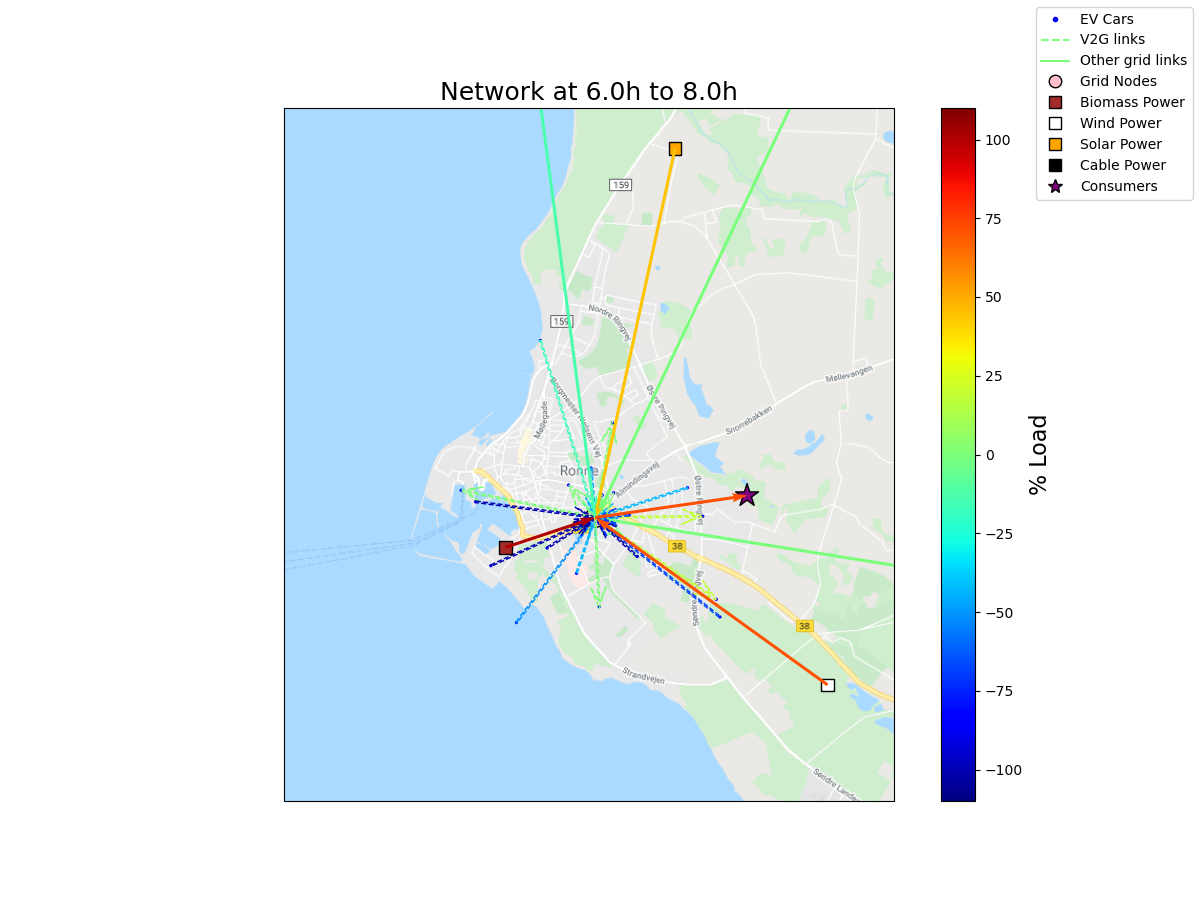 EV Cars
V2G links
Other grid links
Grid Nodes
Biomass Power
Wind Power
Solar Power
Cable Power
Consumers
Network at 6.0h to 8.0h
100
75
50
25
0
−25
−50
−75
−100
% Load
159
159
Nordre Ringvej
Møllevangen
Snorrebakken
Møllegade
Almindingsvej
38
38
Strandvejen